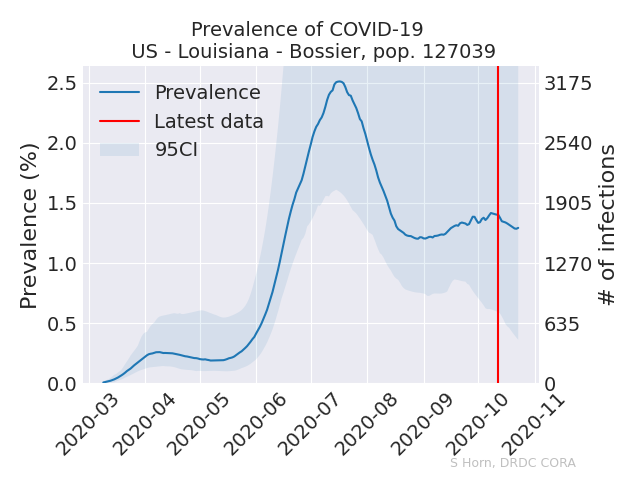 Prevalence of COVID-19
US - Louisiana - Bossier, pop. 127039
Prevalence
Latest data
95CI
Prevalence (%)
2.5
2.0
1.5
1.0
0.5
0.0
3175
2540
1905
1270
635
0
# of infections
2020-03
2020-04
2020-05
2020-06
2020-07
2020-08
2020-09
2020-10
2020-11
S Horn, DRDC CORA